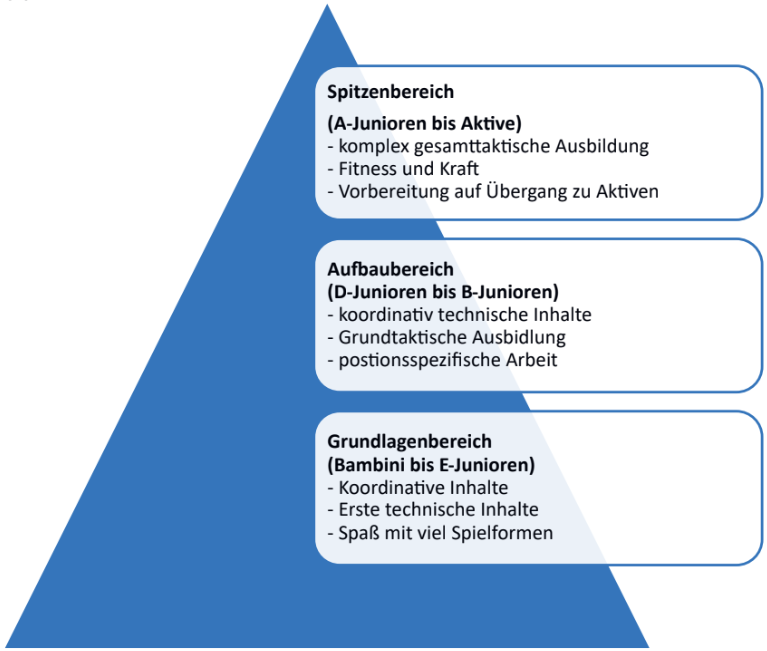 Spitzenbereich
(A-Junioren bis Aktive)
- komplex gesamttaktische Ausbildung
- Fitness und Kraft
- Vorbereitung auf Übergang zu Aktiven
Aufbaubereich
(D-Junioren bis B-Junioren)
- koordinativ technische Inhalte
- Grundtaktische Ausbidlung
- postionsspezifische Arbeit
Grundlagenbereich
(Bambini bis E-Junioren)
- Koordinative Inhalte
- Erste technische Inhalte
- Spaß mit viel Spielformen